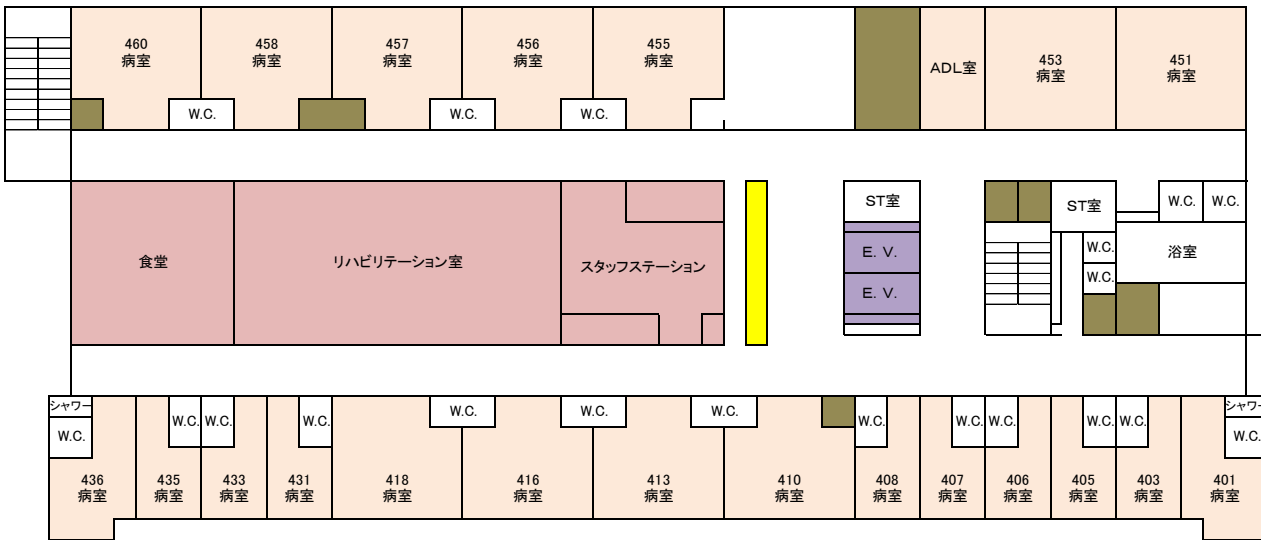 460
病室
458
病室
457
病室
456
病室
455
病室
ADL室
453
病室
451
病室
W.C.
W.C.
W.C.
食堂
リハビリテーション室
スタッフステーション
ST室
E. V.
E. V.
ST室
W.C.
W.C.
W.C.
W.C.
浴室
シャワー
W.C.
W.C.
W.C.
W.C.
W.C.
W.C.
W.C.
W.C.
W.C.
W.C.
W.C.
W.C.
シャワー
W.C.
436
病室
435
病室
433
病室
431
病室
418
病室
416
病室
413
病室
410
病室
408
病室
407
病室
406
病室
405
病室
403
病室
401
病室